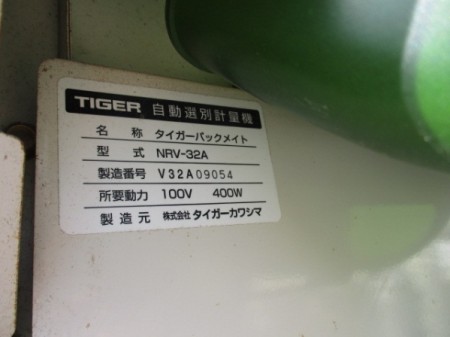 TIGER 自動選別計量機
名 称 タイガーパックメイト
型 式 NRV-32A
製造番号 V32A09054
所要動力 100V 400W
製造元 株式会社 タイガーカワシマ